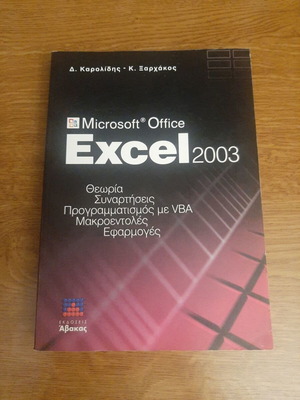 Δ. Καρολίδης - Κ. Ξαρχάκος
Microsoft® Office
Excel 2003
Θεωρία
Συναρτήσεις
Προγραμματισμός με VBA
Μακροεντολές
Εφαρμογές
ΕΚΔΟΣΕΙΣ
Άβακας